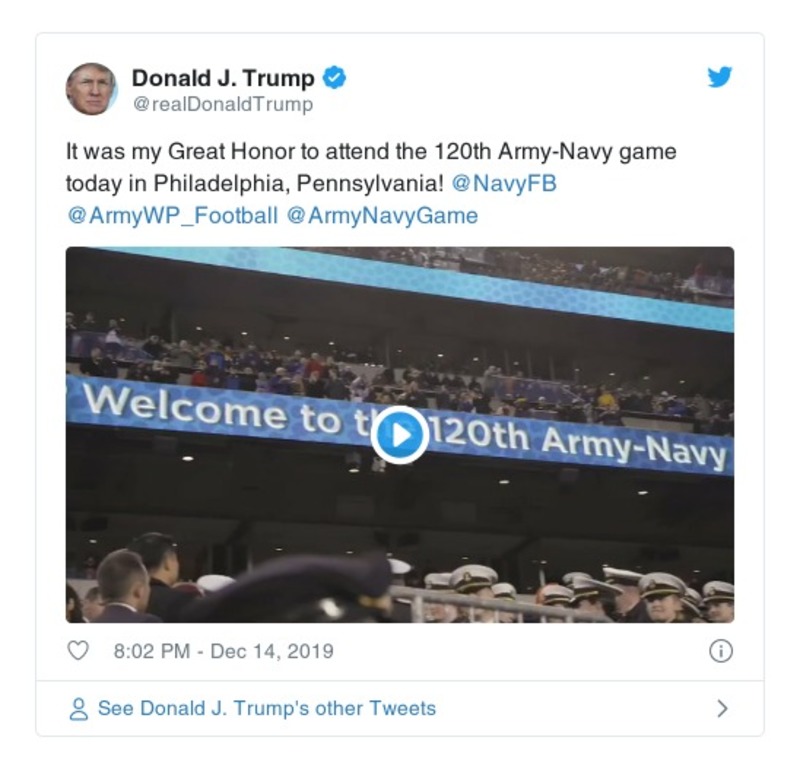 Donald J. Trump
@realDonaldTrump
It was my Great Honor to attend the 120th Army-Navy game
today in Philadelphia, Pennsylvania! @NavyFB
@ArmyWP_Football @ArmyNavyGame
Welcome to 120th Army-Navy
8:02 PM - Dec 14, 2019
See Donald J. Trump's other Tweets